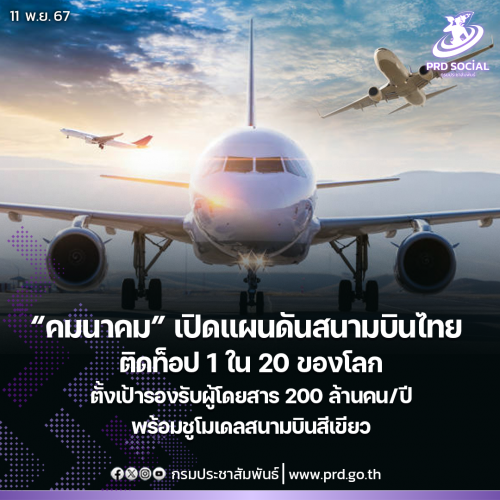 11 พ.ย. 67
PRD SOCIAL
“คมนาคม” เปิดแผนดันสนามบินไทย
ติดท็อป 1 ใน 20 ของโลก
ตั้งเป้ารองรับผู้โดยสาร 200 ล้านคน/ปี
พร้อมชูโมเดลสนามบินสีเขียว
กรมประชาสัมพันธ์ | www.prd.go.th